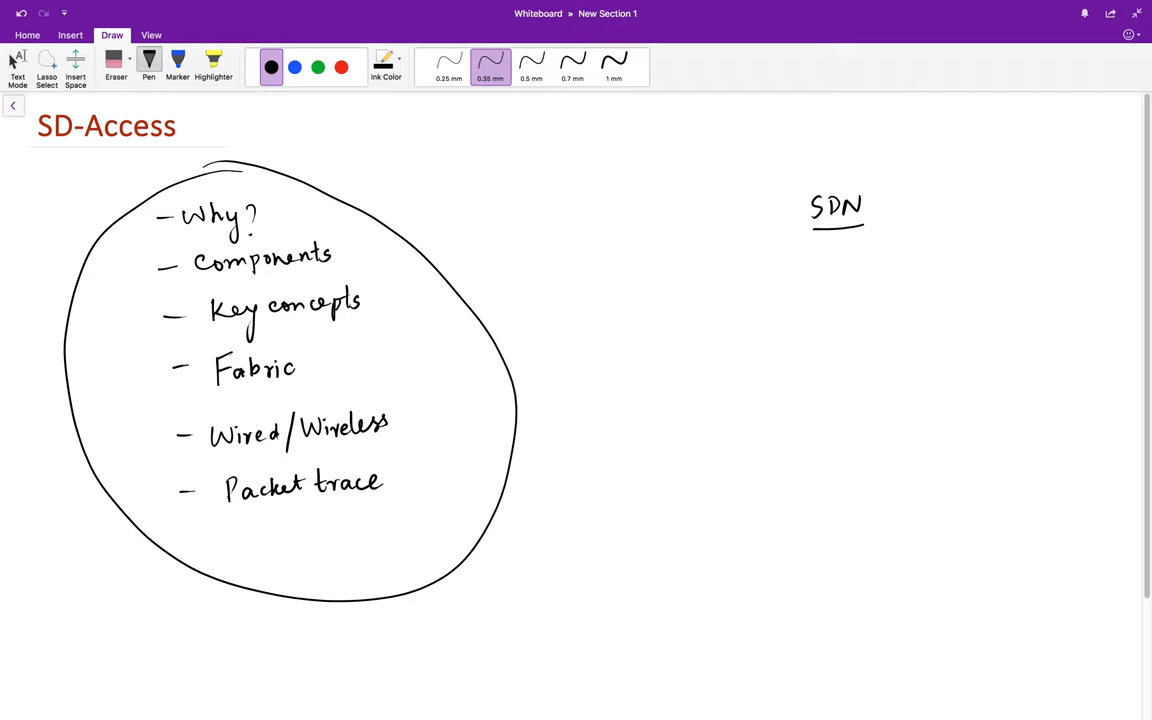 Whiteboard » New Section 1
Home Insert Draw View
Text Mode
Lasso Select
Insert Space
Eraser
Pen
Marker
Highlighter
Ink Color
0.25 mm
0.35 mm
0.5 mm
0.7 mm
1 mm
SD-Access
- Why?
- Components
- Key concepts
- Fabric
- Wired/Wireless
- Packet trace
SDN